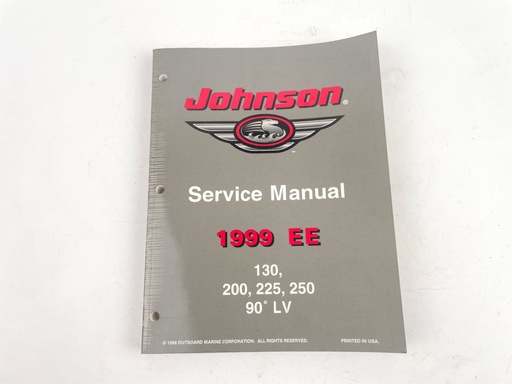 Johnson®
™
Service Manual
1999 EE
130,
200, 225, 250
90° LV
© 1998 OUTBOARD MARINE CORPORATION. ALL RIGHTS RESERVED. PRINTED IN USA.